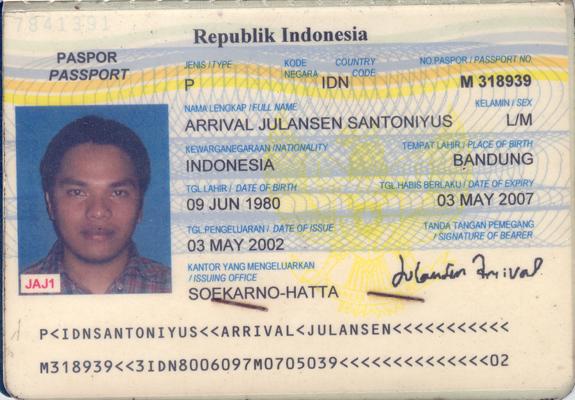 7841391
Republik Indonesia
PASPOR
PASSPORT
JENIS / TYPE KODE NEGARA COUNTRY CODE NO.PASPOR / PASSPORT NO.
P IDN M 318939
NAMA LENGKAP / FULL NAME KELAMIN / SEX
ARRIVAL JULANSEN SANTONIYUS L/M
KEWARGANEGARAAN / NATIONALITY TEMPAT LAHIR / PLACE OF BIRTH
INDONESIA BANDUNG
TGL LAHIR / DATE OF BIRTH TGL HABIS BERLAKU / DATE OF EXPIRY
09 JUN 1980 03 MAY 2007
TGL PENGELUARAN / DATE OF ISSUE TANDA TANGAN PEMEGANG
03 MAY 2002 / SIGNATURE OF BEARER
KANTOR YANG MENGELUARKAN
/ ISSUING OFFICE
Julansen Arrival
SOEKARNO-HATTA
JAJ1
P<IDNSANTONIYUS<<ARRIVAL<JULANSEN<<<<<<<<<<<
M318939<<3IDN8006097M0705039<<<<<<<<<<<<<<02